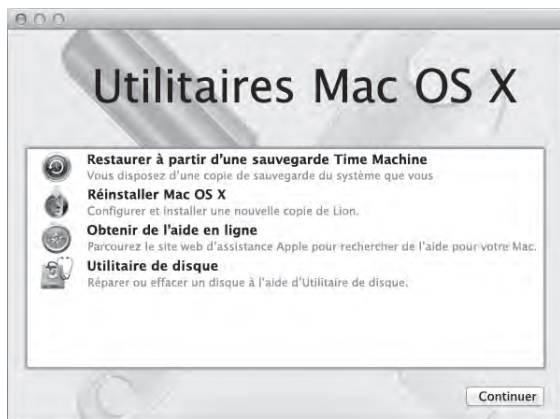 Utilitaires Mac OS X
Restaurer à partir d'une sauvegarde Time Machine
Vous disposez d'une copie de sauvegarde du système que vous
Réinstaller Mac OS X
Configurer et installer une nouvelle copie de Lion.
Obtenir de l'aide en ligne
Parcourez le site web d'assistance Apple pour rechercher de l'aide pour votre Mac.
Utilitaire de disque
Réparer ou effacer un disque à l'aide d'Utilitaire de disque.
Continuer